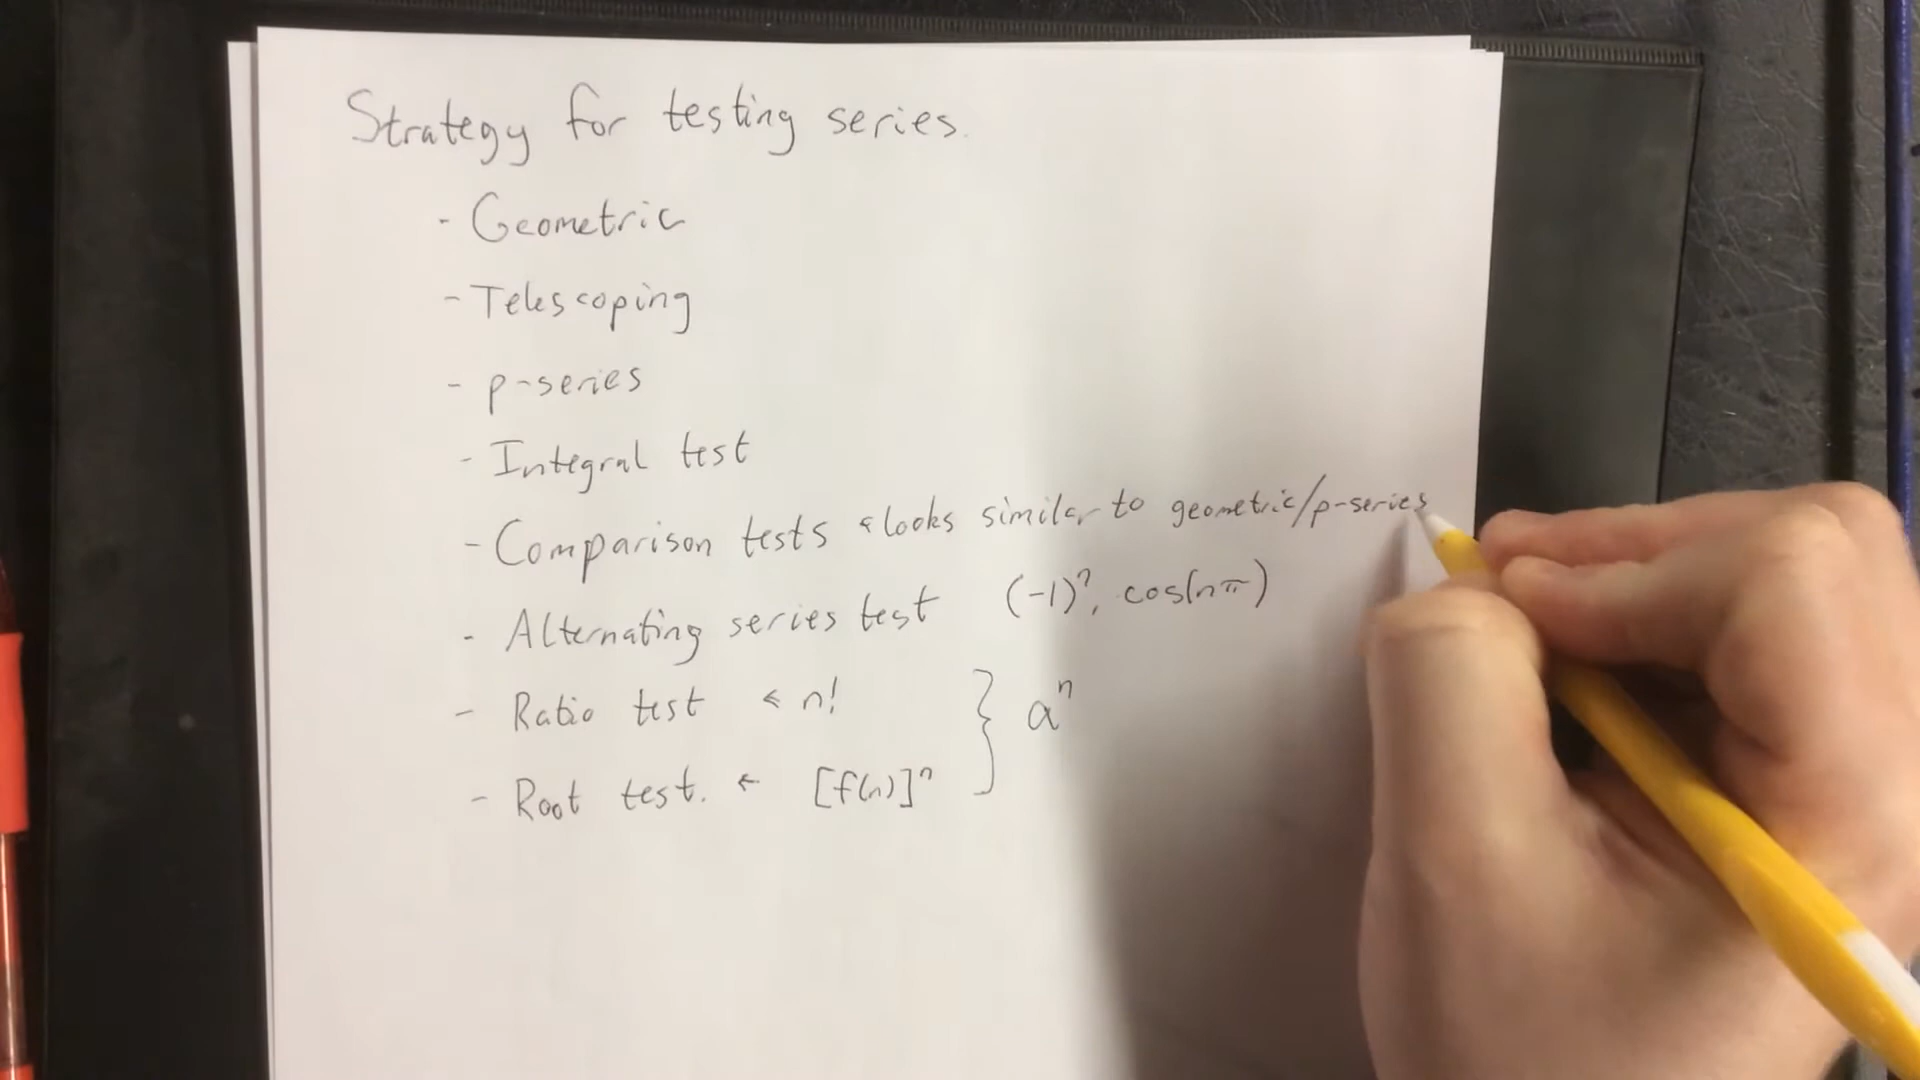 Strategy for testing series.
- Geometric
- Telescoping
- p-series
- Integral test
- Comparison tests ← looks similar to geometric/p-series
- Alternating series test (-1)ⁿ, cos(nπ)
- Ratio test ← n!
- Root test. ← [f(n)]ⁿ } aⁿ